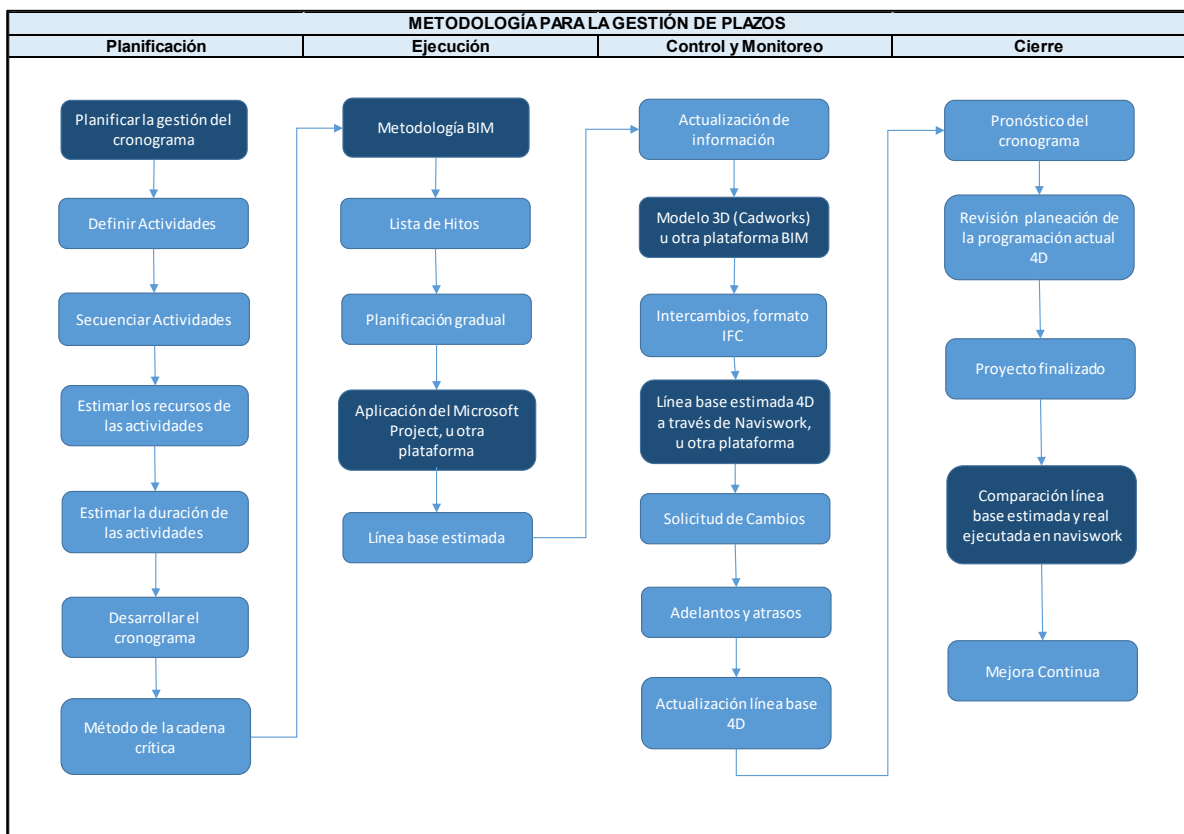 METODOLOGÍA PARA LA GESTIÓN DE PLAZOS
Planificación
Ejecución
Control y Monitoreo
Cierre
Planificar la gestión del
cronograma
Definir Actividades
Secuenciar Actividades
Estimar los recursos de
las actividades
Estimar la duración de
las actividades
Desarrollar el
cronograma
Método de la cadena
crítica
Metodología BIM
Lista de Hitos
Planificación gradual
Aplicación del Microsoft
Project, u otra
plataforma
Línea base estimada
Actualización de
información
Modelo 3D (Cadworks)
u otra plataforma BIM
Intercambios, formato
IFC
Línea base estimada 4D
a través de Naviswork,
u otra plataforma
Solicitud de Cambios
Adelantos y atrasos
Actualización línea base
4D
Pronóstico del
cronograma
Revisión planeación de
la programación actual
4D
Proyecto finalizado
Comparación línea
base estimada y real
ejecutada en naviswork
Mejora Continua